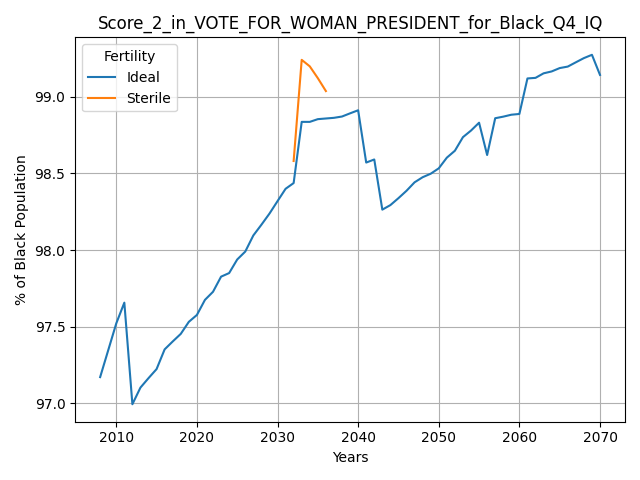 Score_2_in_VOTE_FOR_WOMAN_PRESIDENT_for_Black_Q4_IQ
Fertility
Ideal
Sterile
99.0
98.5
98.0
97.5
97.0
% of Black Population
2010 2020 2030 2040 2050 2060 2070
Years